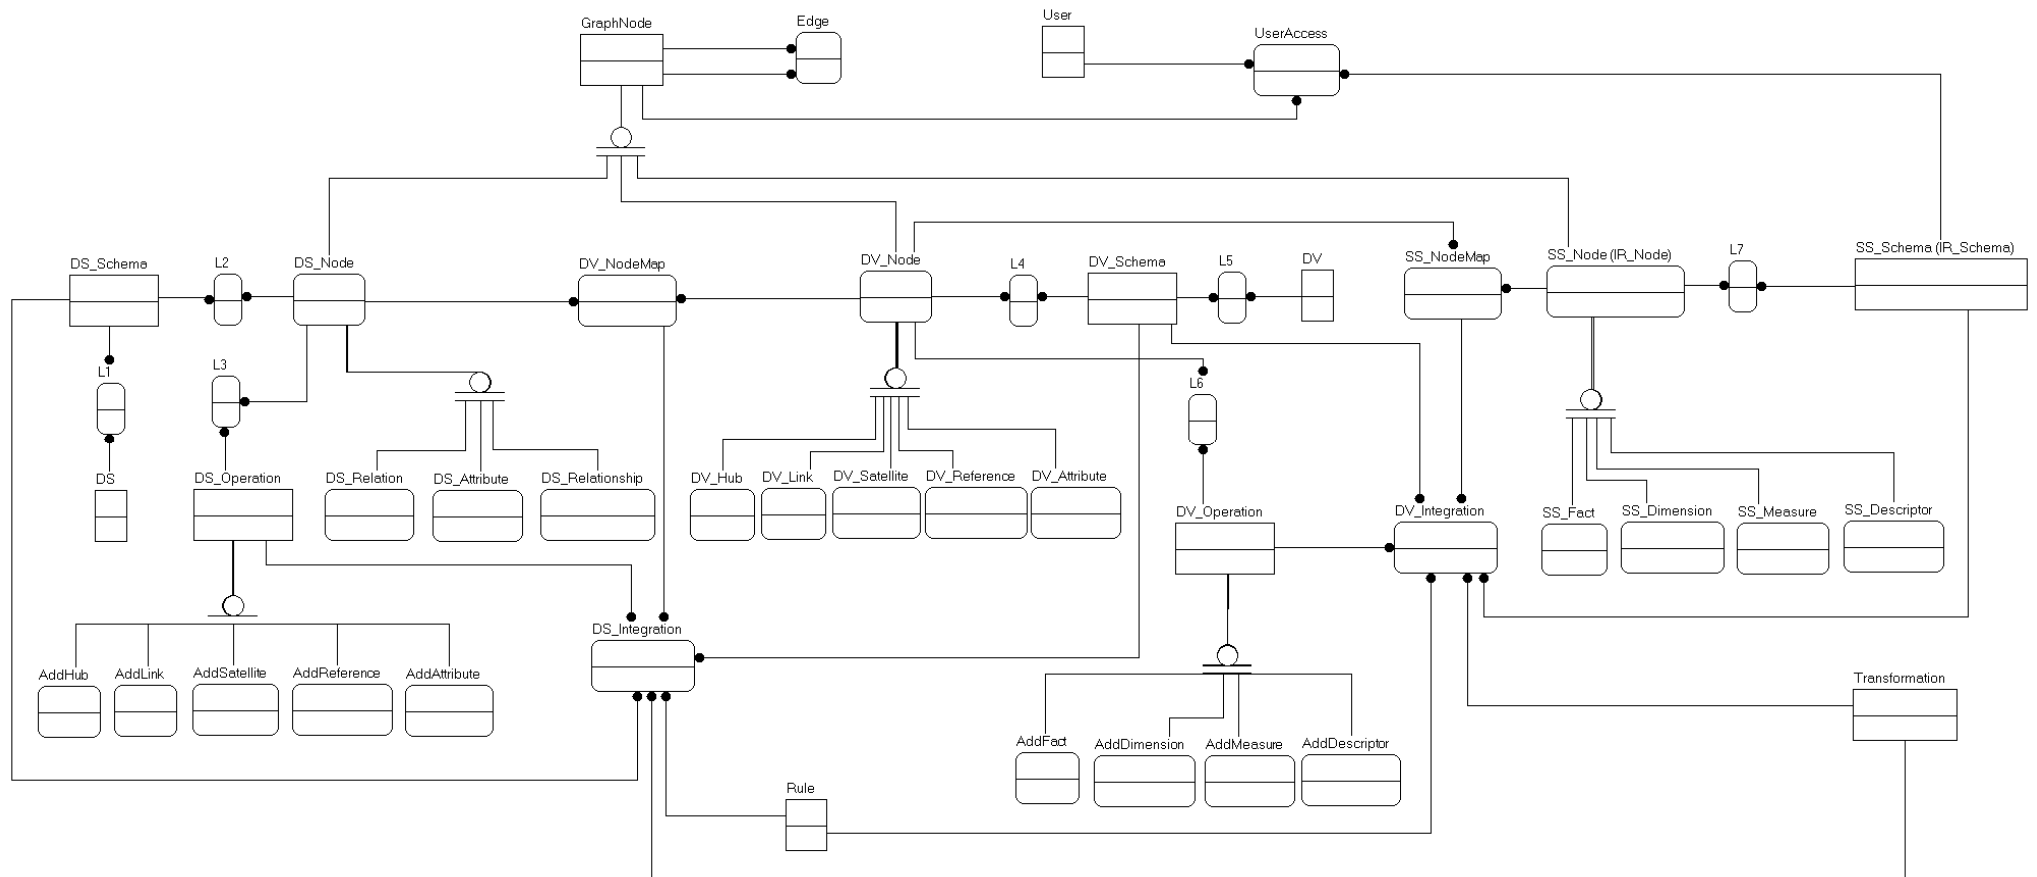 GraphNode
Edge
User
UserAccess
DS_Schema
L2
DS_Node
DV_NodeMap
DV_Node
L4
DV_Schema
L5
DV
SS_NodeMap
SS_Node (IR_Node)
L7
SS_Schema (IR_Schema)
L1
L3
L6
DS
DS_Operation
DS_Relation
DS_Attribute
DS_Relationship
DV_Hub
DV_Link
DV_Satellite
DV_Reference
DV_Attribute
DV_Operation
DV_Integration
SS_Fact
SS_Dimension
SS_Measure
SS_Descriptor
DS_Integration
AddHub
AddLink
AddSatellite
AddReference
AddAttribute
Transformation
AddFact
AddDimension
AddMeasure
AddDescriptor
Rule